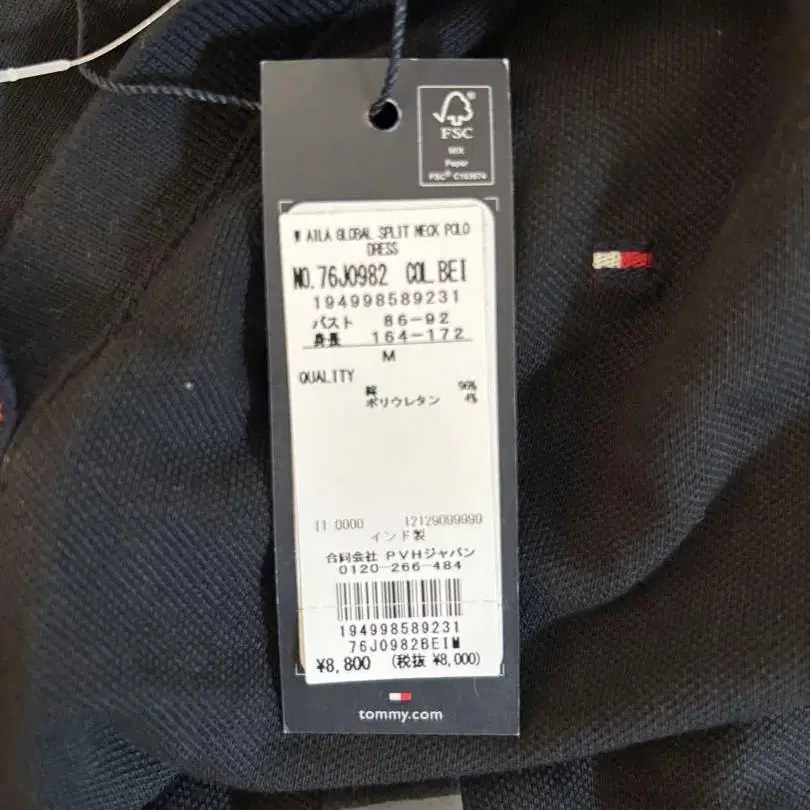 FSC
MIX
Paper
FSC® C103574
W AILA GLOBAL SPLIT NECK POLO
DRESS
NO.76J0982 COL.BEI
194998589231
バスト 86-92
身長 164-172
M
QUALITY
綿 96%
ポリウレタン 4%
11 0000 12129099999
インド製
合同会社 PVHジャパン
0120-266-484
194998589231
76J0982BEIM
¥8,800 (税抜 ¥8,000)
tommy.com